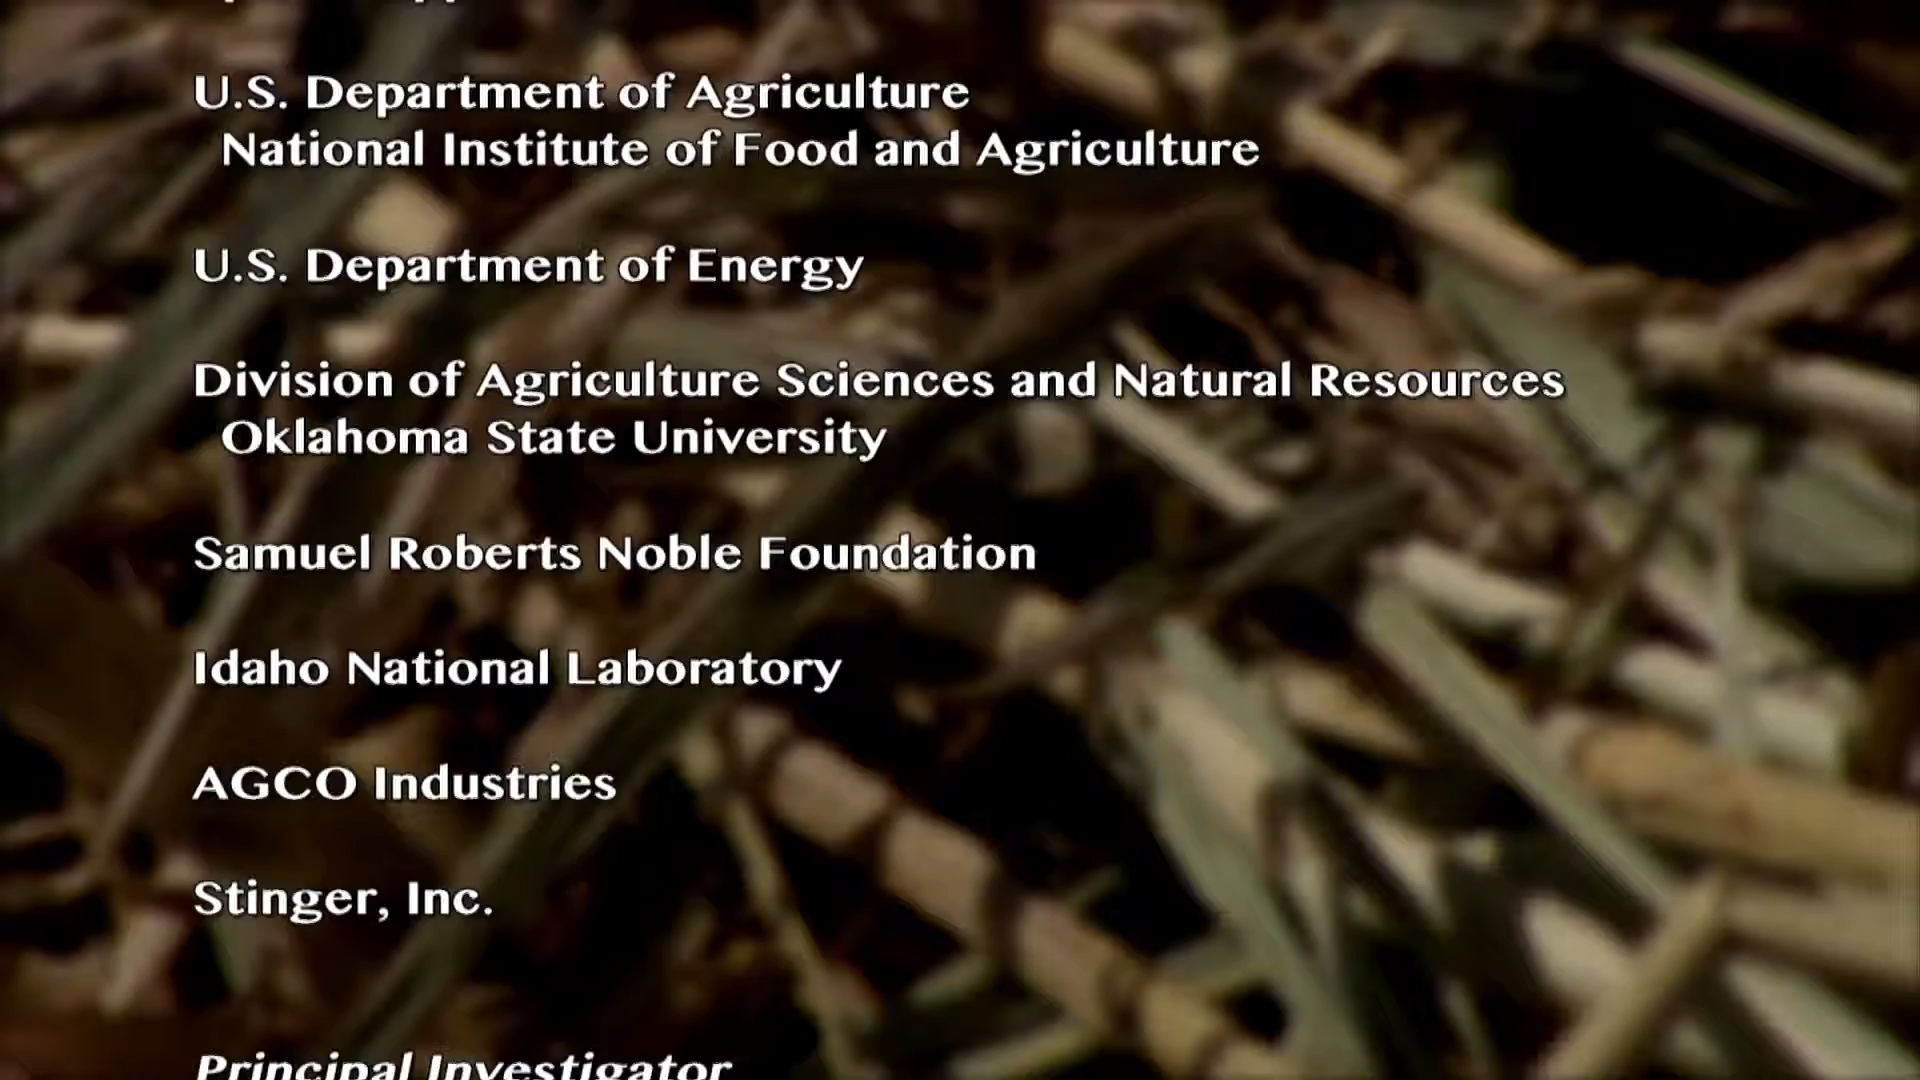 U.S. Department of Agriculture
National Institute of Food and Agriculture
U.S. Department of Energy
Division of Agriculture Sciences and Natural Resources
Oklahoma State University
Samuel Roberts Noble Foundation
Idaho National Laboratory
AGCO Industries
Stinger, Inc.
Principal Investigator